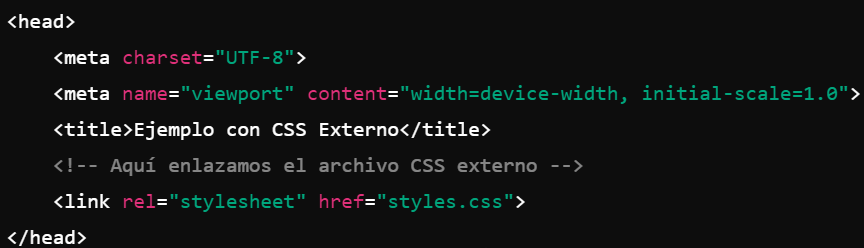 <head>
    <meta charset="UTF-8">
    <meta name="viewport" content="width=device-width, initial-scale=1.0">
    <title>Ejemplo con CSS Externo</title>
    <!-- Aquí enlazamos el archivo CSS externo -->
    <link rel="stylesheet" href="styles.css">
</head>